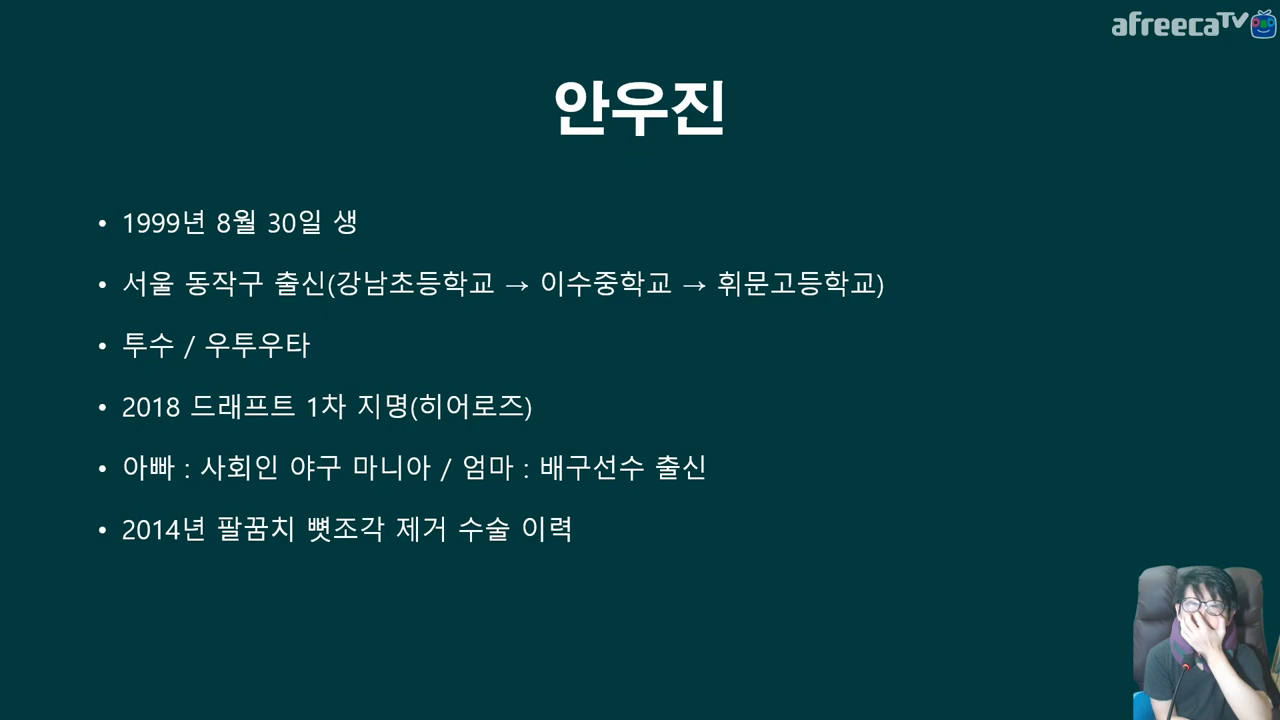 afreecaTV
안우진
• 1999년 8월 30일 생
• 서울 동작구 출신(강남초등학교 → 이수중학교 → 휘문고등학교)
• 투수 / 우투우타
• 2018 드래프트 1차 지명(히어로즈)
• 아빠 : 사회인 야구 마니아 / 엄마 : 배구선수 출신
• 2014년 팔꿈치 뼛조각 제거 수술 이력